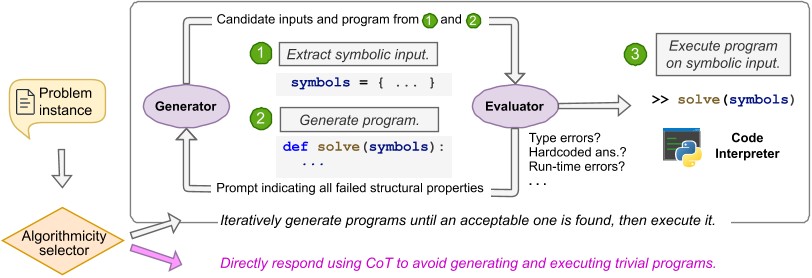 Candidate inputs and program from 1 and 2
1 Extract symbolic input.
symbols = { ... }
2 Generate program.
def solve(symbols):
...
Generator
Evaluator
Prompt indicating all failed structural properties
Type errors?
Hardcoded ans.?
Run-time errors?
...
3 Execute program
on symbolic input.
>> solve(symbols)
Code
Interpreter
Problem
instance
Algorithmicity
selector
Iteratively generate programs until an acceptable one is found, then execute it.
Directly respond using CoT to avoid generating and executing trivial programs.